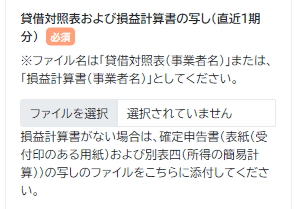 貸借対照表および損益計算書の写し(直近1期
分) 必須
※ファイル名は「貸借対照表(事業者名)」または、
「損益計算書(事業者名)」としてください。
ファイルを選択 選択されていません
損益計算書がない場合は、確定申告書(表紙(受
付印のある用紙)および別表四(所得の簡易計
算))の写しのファイルをこちらに添付してくださ
い。